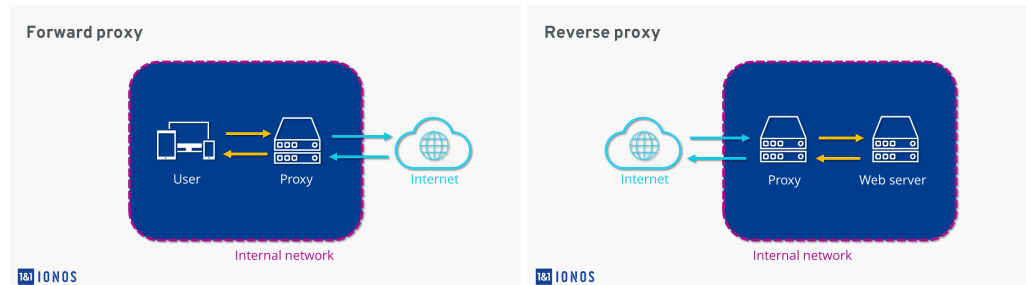 Forward proxy
User
Proxy
Internet
Internal network
1&1 IONOS
Reverse proxy
Internet
Proxy
Web server
Internal network
1&1 IONOS